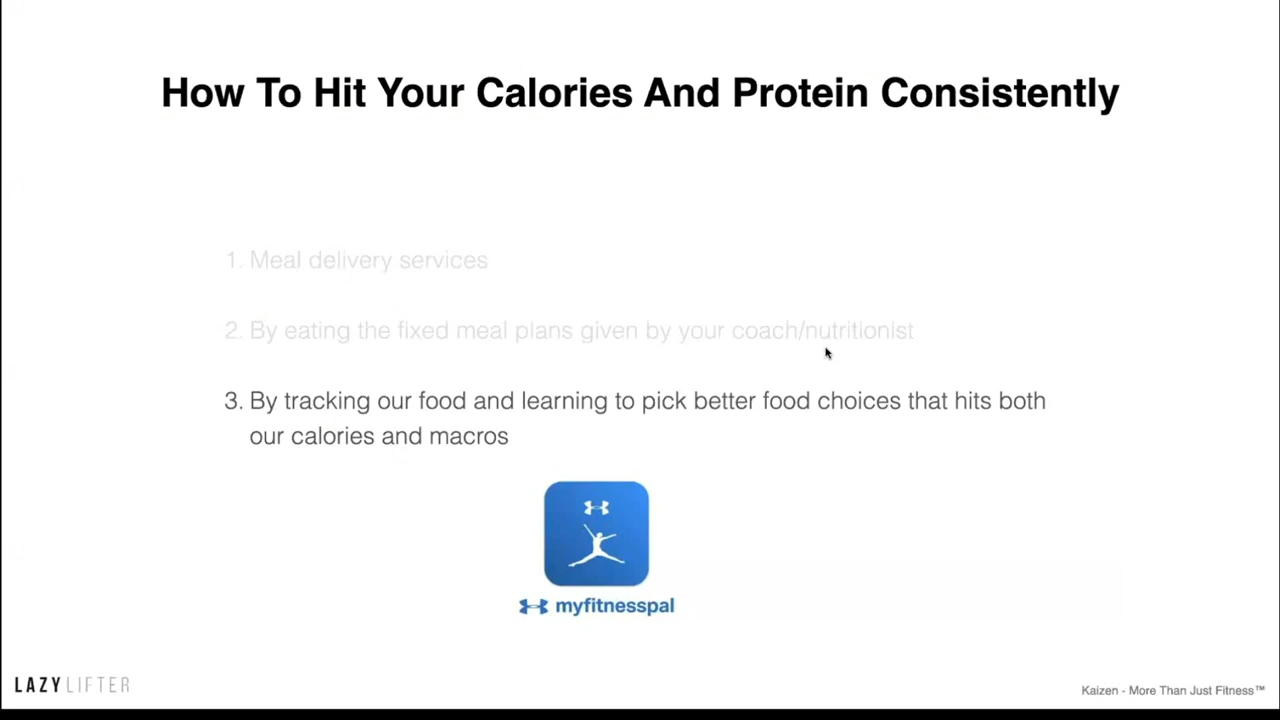 How To Hit Your Calories And Protein Consistently
1. Meal delivery services
2. By eating the fixed meal plans given by your coach/nutritionist
3. By tracking our food and learning to pick better food choices that hits both
our calories and macros
myfitnesspal
LAZYLIFTER
Kaizen - More Than Just Fitness™